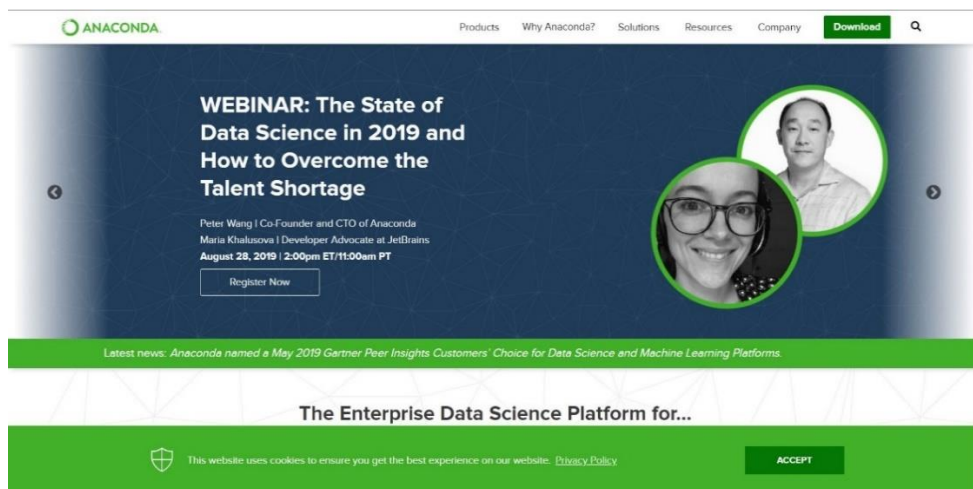 ANACONDA
Products Why Anaconda? Solutions Resources Company Download
WEBINAR: The State of
Data Science in 2019 and
How to Overcome the
Talent Shortage
Peter Wang | Co-Founder and CTO of Anaconda
Maria Khalusova | Developer Advocate at JetBrains
August 28, 2019 | 2:00pm ET/11:00am PT
Register Now
Latest news: Anaconda named a May 2019 Gartner Peer Insights Customers' Choice for Data Science and Machine Learning Platforms.
The Enterprise Data Science Platform for...
This website uses cookies to ensure you get the best experience on our website. Privacy Policy
ACCEPT